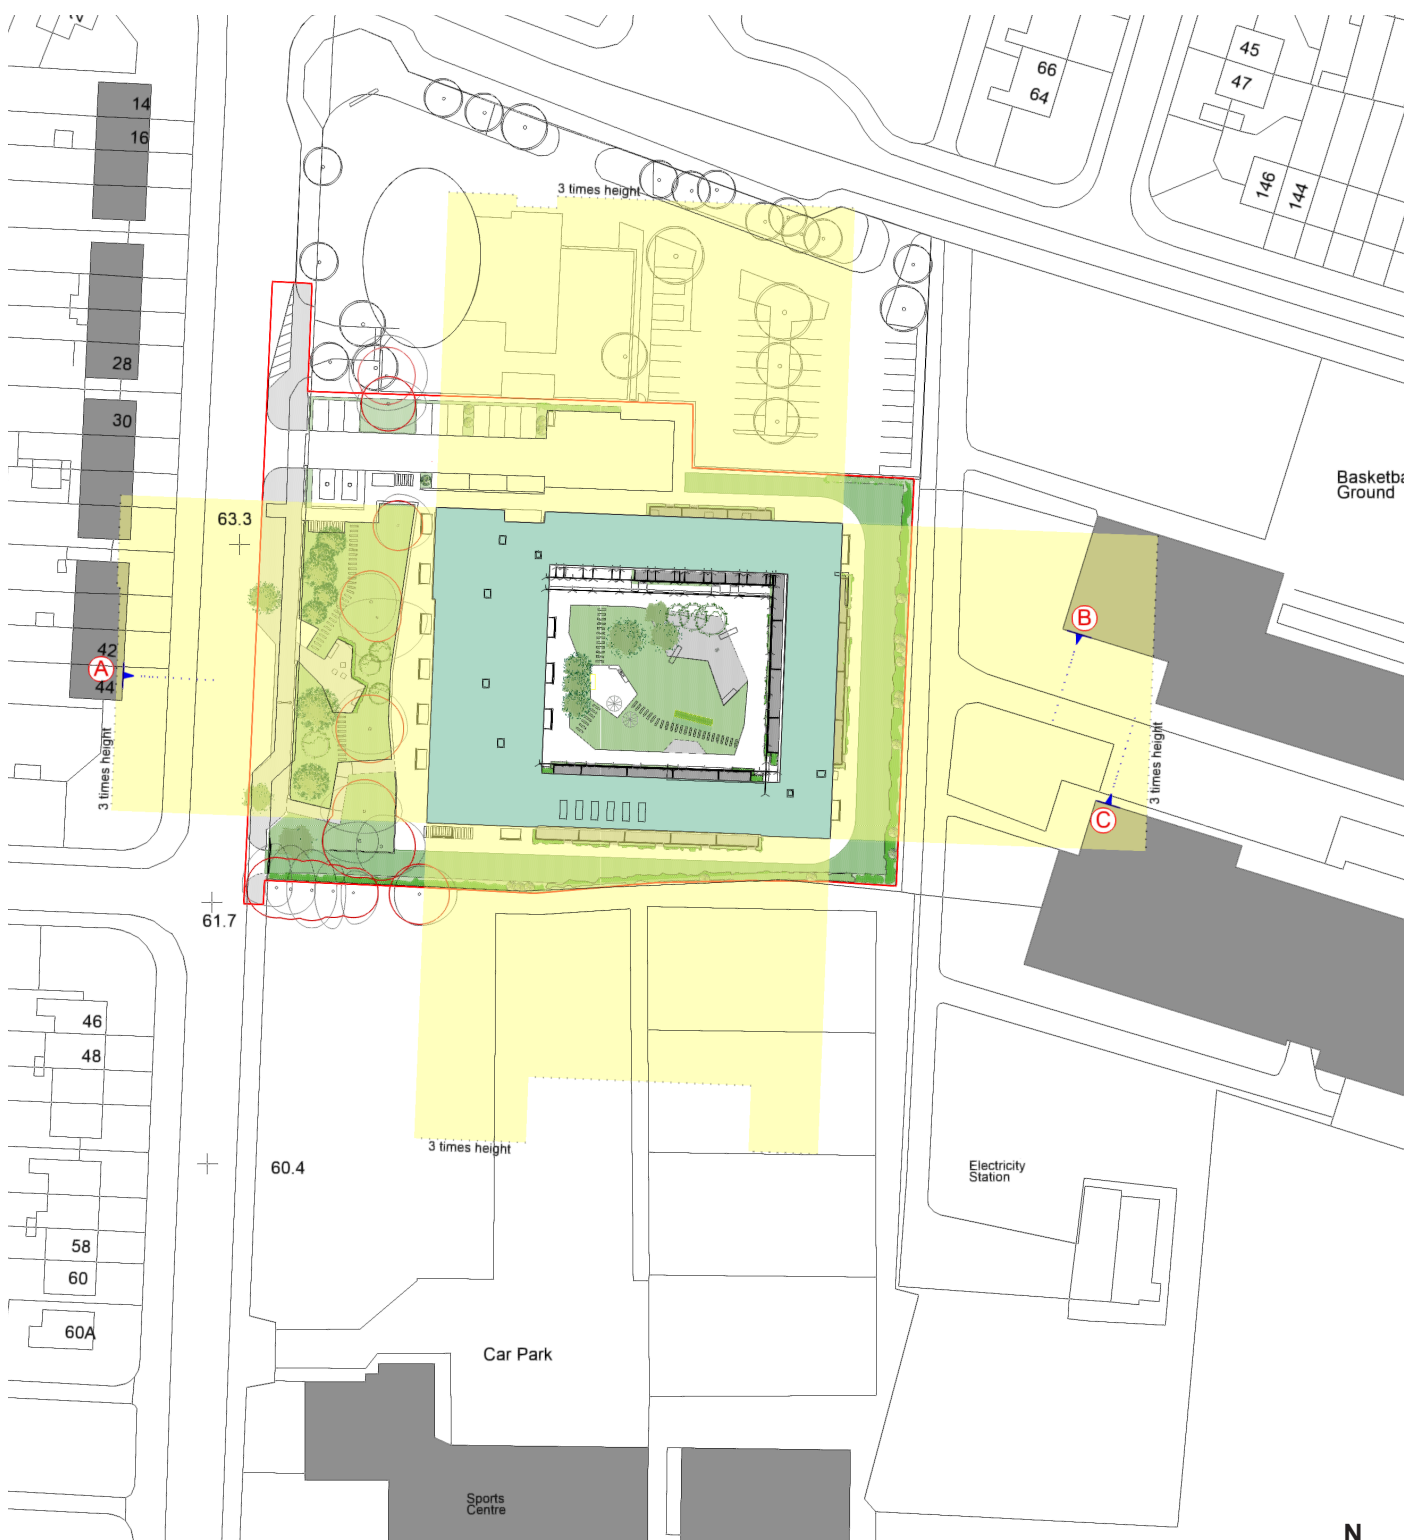 14
16
28
30
42
44
A
63.3
61.7
60.4
46
48
58
60
60A
3 times height
3 times height
3 times height
3 times height
66
64
45
47
146
144
Basketba
Ground
B
C
Electricity
Station
Car Park
Sports
Centre
N